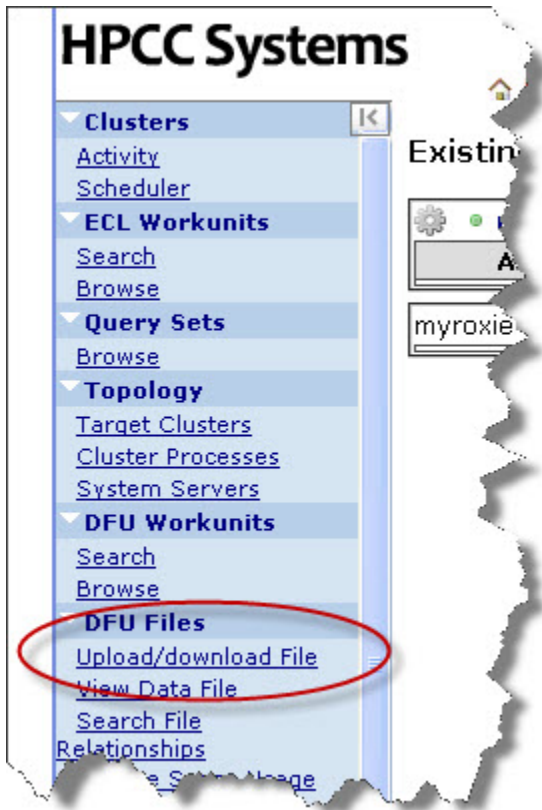 HPCC Systems
Clusters
Activity
Scheduler
ECL Workunits
Search
Browse
Query Sets
Browse
Topology
Target Clusters
Cluster Processes
System Servers
DFU Workunits
Search
Browse
DFU Files
Upload/download File
View Data File
Search File
Relationships
Usage
Existin
A
myroxie